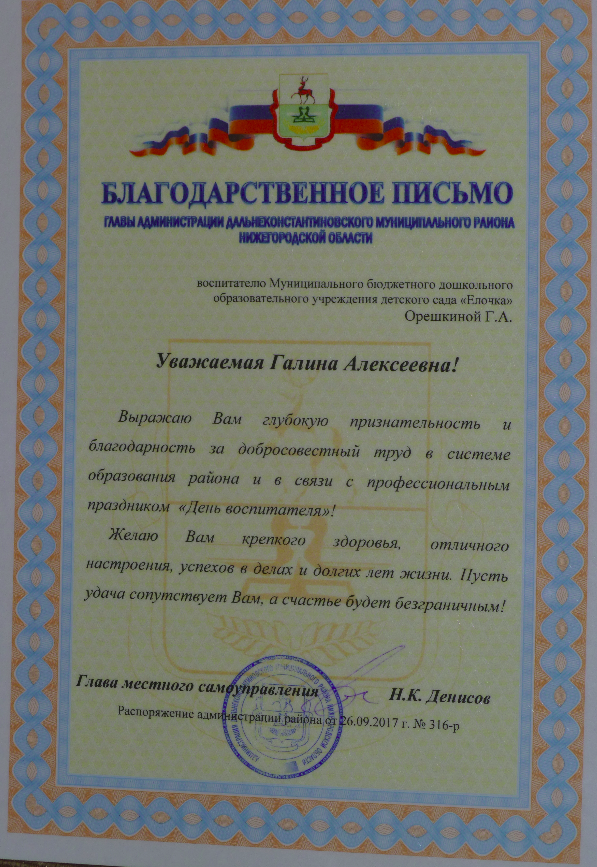 БЛАГОДАРСТВЕННОЕ ПИСЬМО
ГЛАВЫ АДМИНИСТРАЦИИ ДАЛЬНЕКОНСТАНТИНОВСКОГО МУНИЦИПАЛЬНОГО РАЙОНА
НИЖЕГОРОДСКОЙ ОБЛАСТИ
воспитателю Муниципального бюджетного дошкольного
образовательного учреждения детского сада «Елочка»
Орешкиной Г.А.
Уважаемая Галина Алексеевна!
Выражаю Вам глубокую признательность и
благодарность за добросовестный труд в системе
образования района и в связи с профессиональным
праздником «День воспитателя»!
Желаю Вам крепкого здоровья, отличного
настроения, успехов в делах и долгих лет жизни. Пусть
удача сопутствует Вам, а счастье будет безграничным!
Глава местного самоуправления Н.К. Денисов
Распоряжение администрации района от 26.09.2017 г. № 316-р